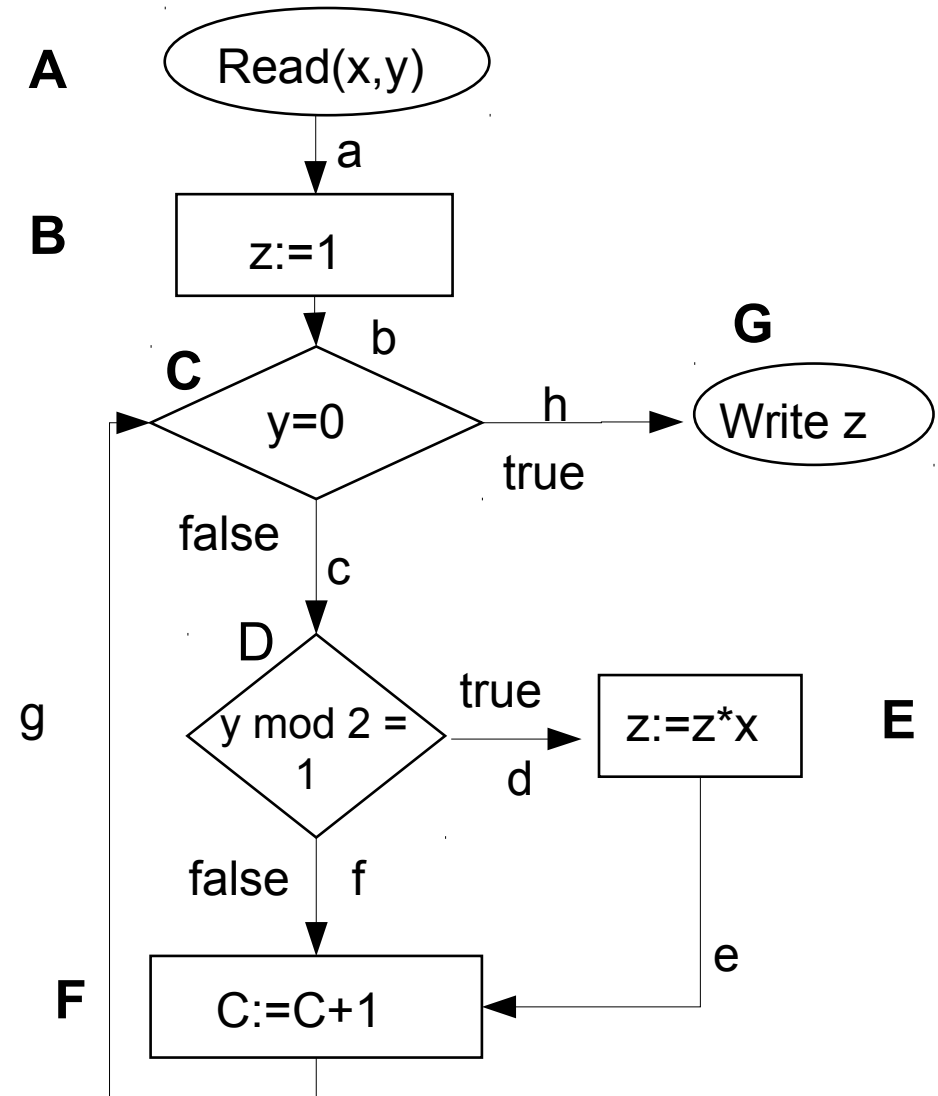 A
Read(x,y)
a
B
z:=1
b
G
C
y=0
h
Write z
true
false
c
D
true
g
y mod 2 =
1
z:=z*x
E
d
false
f
e
F
C:=C+1